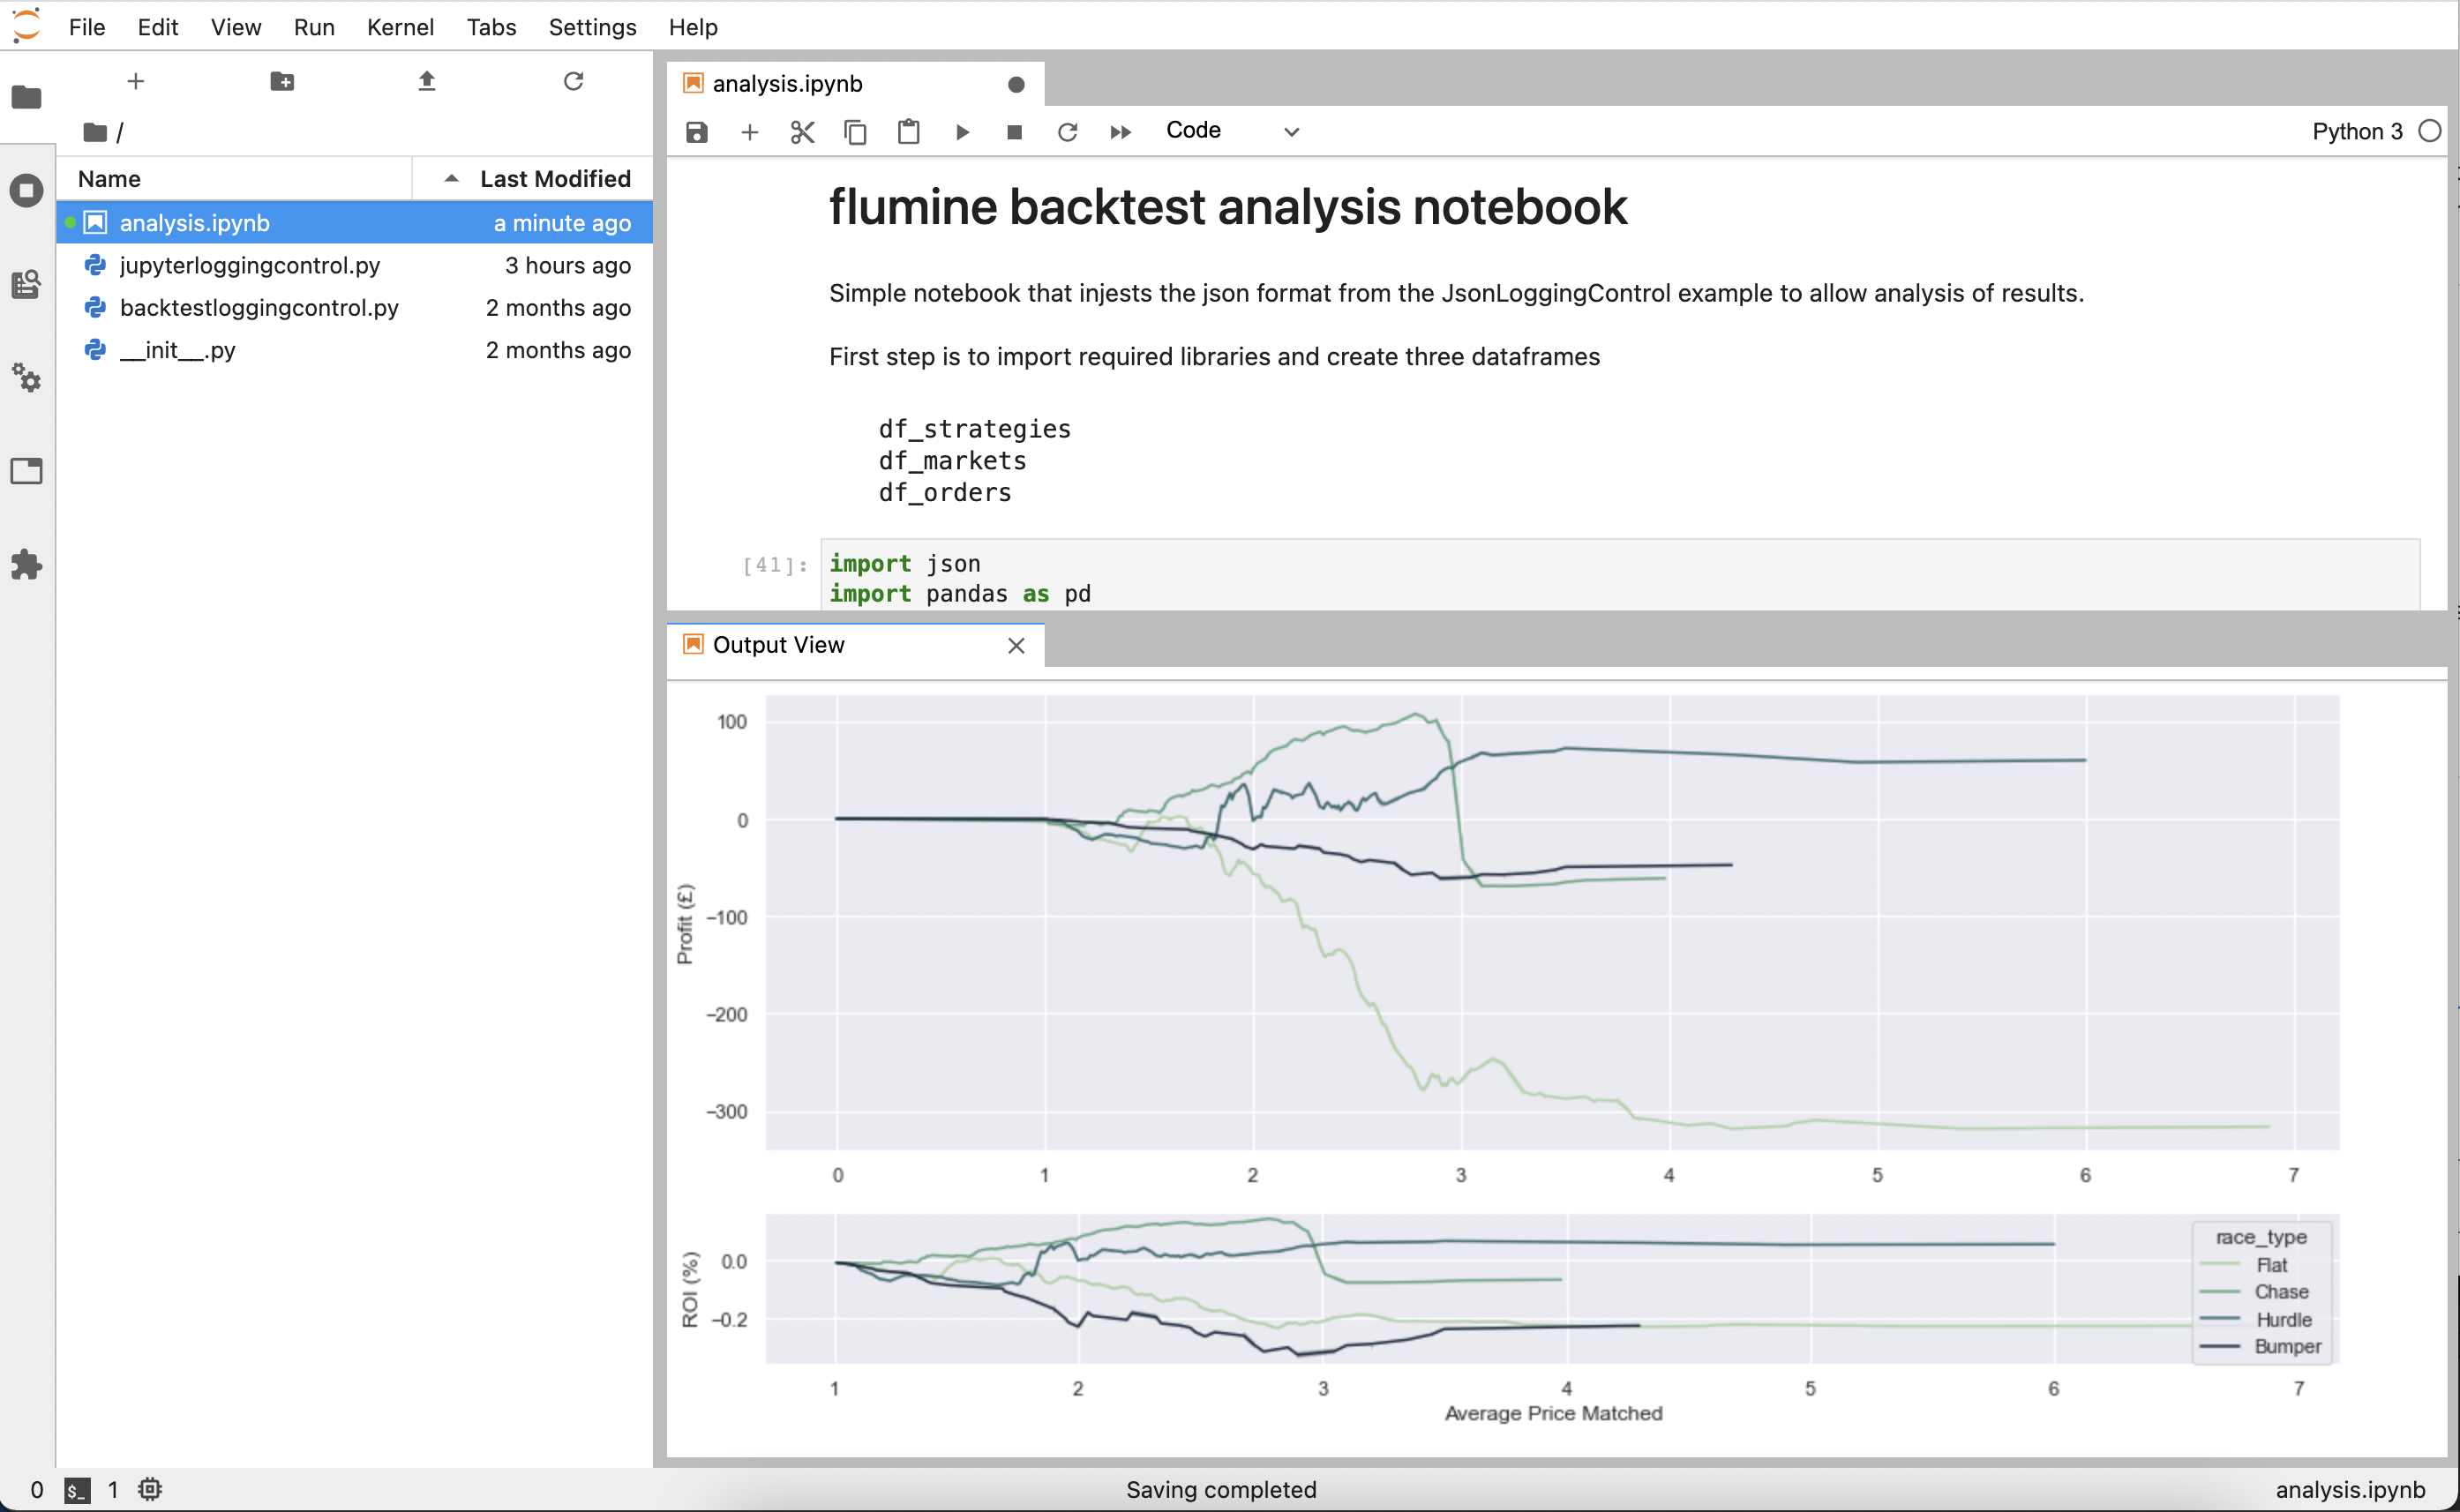 File Edit View Run Kernel Tabs Settings Help
/
Name Last Modified
analysis.ipynb a minute ago
jupyterloggingcontrol.py 3 hours ago
backtestloggingcontrol.py 2 months ago
__init__.py 2 months ago
analysis.ipynb
Code Python 3
flumine backtest analysis notebook
Simple notebook that injests the json format from the JsonLoggingControl example to allow analysis of results.
First step is to import required libraries and create three dataframes
df_strategies
df_markets
df_orders
[41]: import json
import pandas as pd
Output View
100
0
−100
−200
−300
Profit (£)
0 1 2 3 4 5 6 7
0.0
−0.2
ROI (%)
race_type
Flat
Chase
Hurdle
Bumper
1 2 3 4 5 6 7
Average Price Matched
0 $_ 1 Saving completed analysis.ipynb